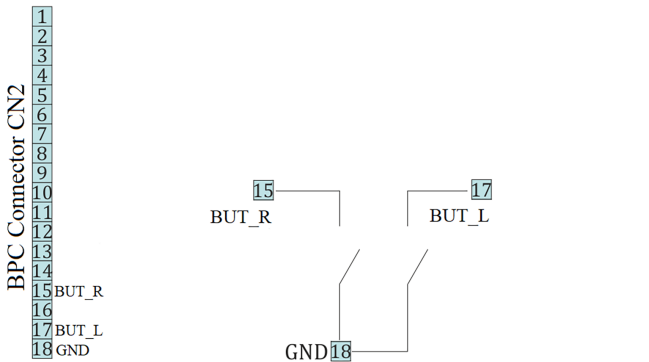 BPC Connector CN2
1
2
3
4
5
6
7
8
9
10
11
12
13
14
15 BUT_R
16
17 BUT_L
18 GND
15
BUT_R
17
BUT_L
GND 18